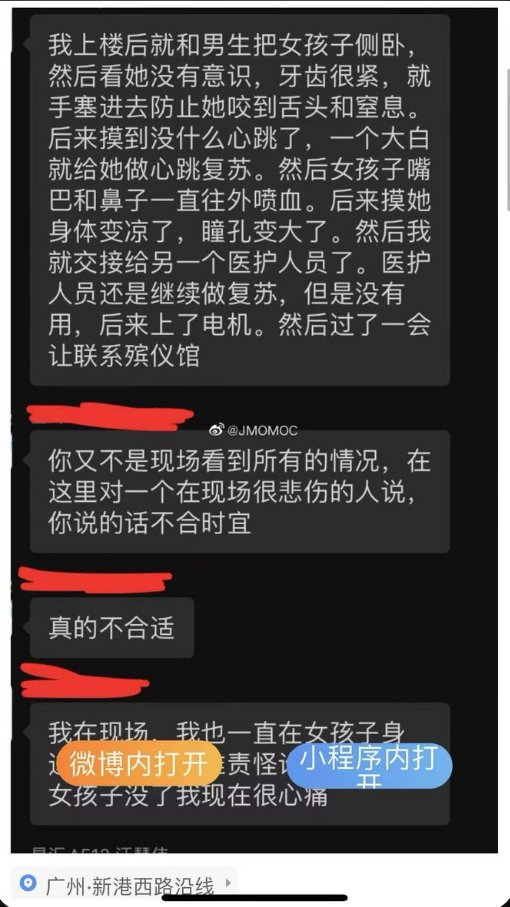 我上楼后就和男生把女孩子侧卧，
然后看她没有意识，牙齿很紧，就
手塞进去防止她咬到舌头和窒息。
后来摸到没什么心跳了，一个大白
就给她做心跳复苏。然后女孩子嘴
巴和鼻子一直往外喷血。后来摸她
身体变凉了，瞳孔变大了。然后我
就交接给另一个医护人员了。医护
人员还是继续做复苏，但是没有
用，后来上了电机。然后过了一会
让联系殡仪馆
@JMOMOC
你又不是现场看到所有的情况，在
这里对一个在现场很悲伤的人说，
你说的话不合时宜
真的不合适
我在现场，我也一直在女孩子身
责怪
微博内打开
小程序内打开
女孩子没了我现在很心痛
广州·新港西路沿线